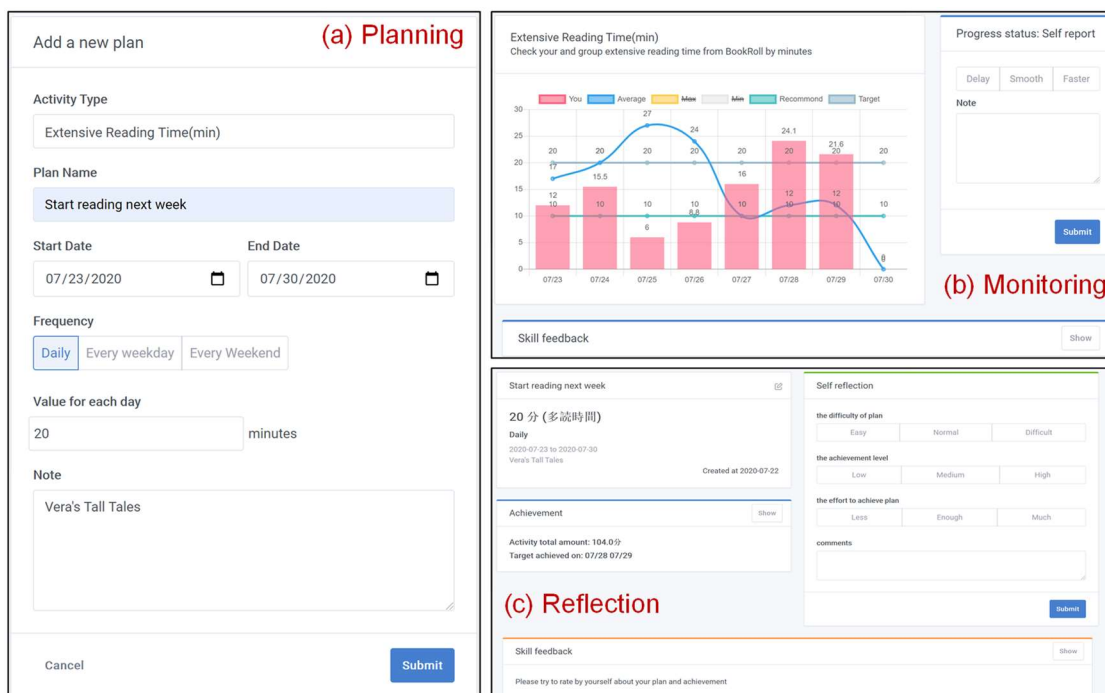 (a) Planning
Add a new plan
Activity Type
Extensive Reading Time(min)
Plan Name
Start reading next week
Start Date End Date
07/23/2020 07/30/2020
Frequency
Daily Every weekday Every Weekend
Value for each day
20 minutes
Note
Vera's Tall Tales
Cancel Submit
Extensive Reading Time(min)
Check your and group extensive reading time from BookRoll by minutes
You Average Max Min Recommond Target
30
25
20
15
10
5
0
27
24
24.1
21.6
20 20 20 20 20 20 20 20
17
15.5
16
12 12 12
10 10 10 10 10 10 10 10
8.8
6
07/23 07/24 07/25 07/26 07/27 07/28 07/29 07/30
Progress status: Self report
Delay Smooth Faster
Note
Submit
(b) Monitoring
Skill feedback Show
Start reading next week
20 分 (多読時間)
Daily
2020-07-23 to 2020-07-30
Vera's Tall Tales
Created at 2020-07-22
Achievement Show
Activity total amount: 104.0分
Target achieved on: 07/28 07/29
(c) Reflection
Self reflection
the difficulty of plan
Easy Normal Difficult
the achievement level
Low Medium High
the effort to achieve plan
Less Enough Much
comments
Submit
Skill feedback Show
Please try to rate by yourself about your plan and achievement